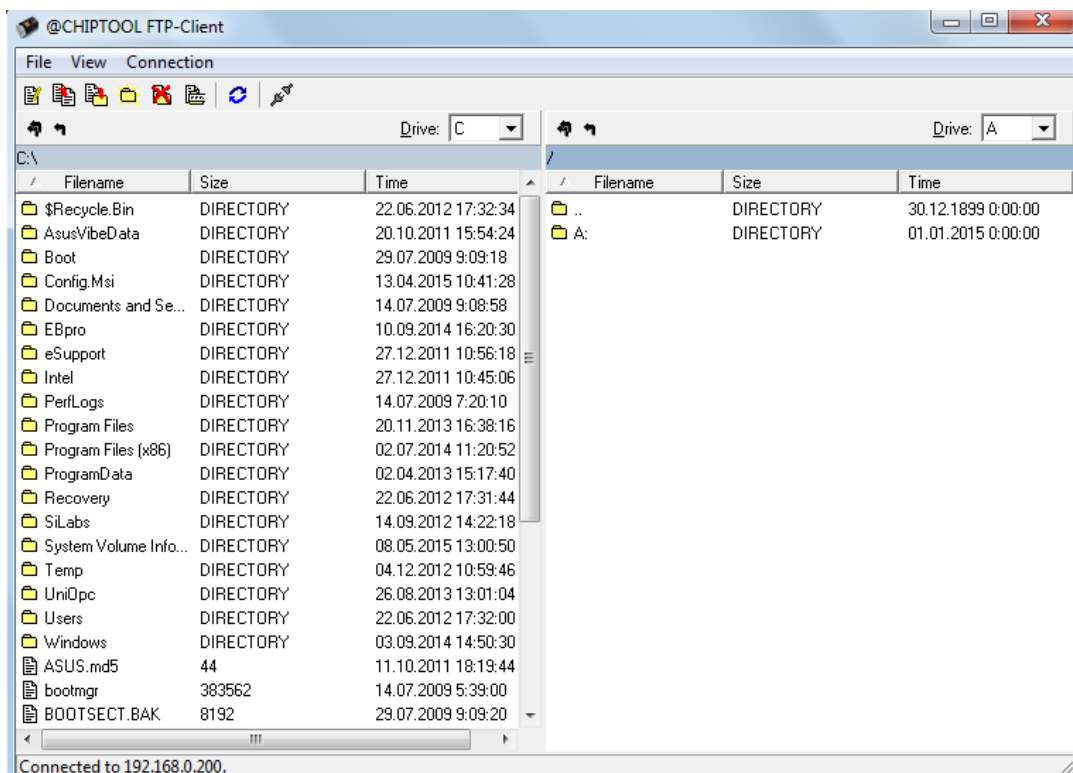 @CHIPTOOL FTP-Client
File View Connection
Drive: C
Drive: A
C:\
/
Filename Size Time
Filename Size Time
$Recycle.Bin DIRECTORY 22.06.2012 17:32:34
.. DIRECTORY 30.12.1899 0:00:00
AsusVibeData DIRECTORY 20.10.2011 15:54:24
A: DIRECTORY 01.01.2015 0:00:00
Boot DIRECTORY 29.07.2009 9:09:18
Config.Msi DIRECTORY 13.04.2015 10:41:28
Documents and Se... DIRECTORY 14.07.2009 9:08:58
EBpro DIRECTORY 10.09.2014 16:20:30
eSupport DIRECTORY 27.12.2011 10:56:18
Intel DIRECTORY 27.12.2011 10:45:06
PerfLogs DIRECTORY 14.07.2009 7:20:10
Program Files DIRECTORY 20.11.2013 16:38:16
Program Files (x86) DIRECTORY 02.07.2014 11:20:52
ProgramData DIRECTORY 02.04.2013 15:17:40
Recovery DIRECTORY 22.06.2012 17:31:44
SiLabs DIRECTORY 14.09.2012 14:22:18
System Volume Info... DIRECTORY 08.05.2015 13:00:50
Temp DIRECTORY 04.12.2012 10:59:46
UniOpc DIRECTORY 26.08.2013 13:01:04
Users DIRECTORY 22.06.2012 17:32:00
Windows DIRECTORY 03.09.2014 14:50:30
ASUS.md5 44 11.10.2011 18:19:44
bootmgr 383562 14.07.2009 5:39:00
BOOTSECT.BAK 8192 29.07.2009 9:09:20
Connected to 192.168.0.200.